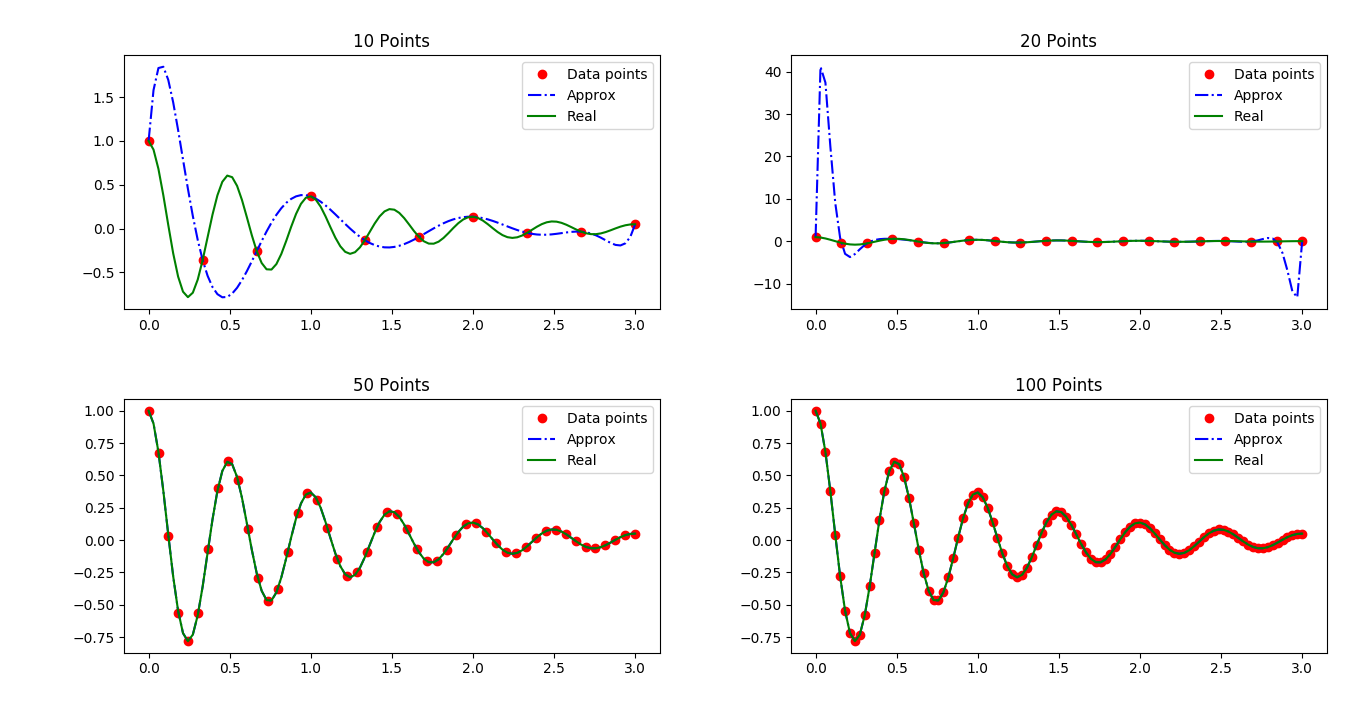 10 Points
Data points
Approx
Real
1.5
1.0
0.5
0.0
−0.5
0.0 0.5 1.0 1.5 2.0 2.5 3.0
20 Points
Data points
Approx
Real
40
30
20
10
0
−10
0.0 0.5 1.0 1.5 2.0 2.5 3.0
50 Points
Data points
Approx
Real
1.00
0.75
0.50
0.25
0.00
−0.25
−0.50
−0.75
0.0 0.5 1.0 1.5 2.0 2.5 3.0
100 Points
Data points
Approx
Real
1.00
0.75
0.50
0.25
0.00
−0.25
−0.50
−0.75
0.0 0.5 1.0 1.5 2.0 2.5 3.0